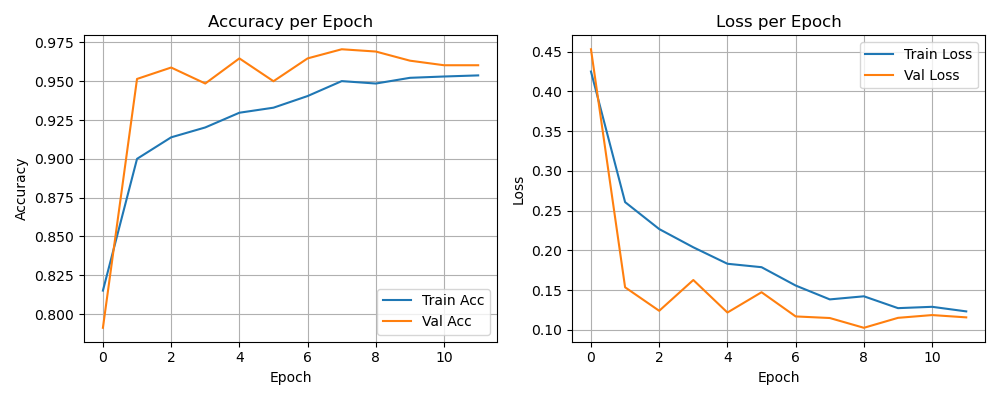 Accuracy per Epoch
Accuracy
0.975
0.950
0.925
0.900
0.875
0.850
0.825
0.800
0 2 4 6 8 10
Epoch
Train Acc
Val Acc
Loss per Epoch
Loss
0.45
0.40
0.35
0.30
0.25
0.20
0.15
0.10
0 2 4 6 8 10
Epoch
Train Loss
Val Loss